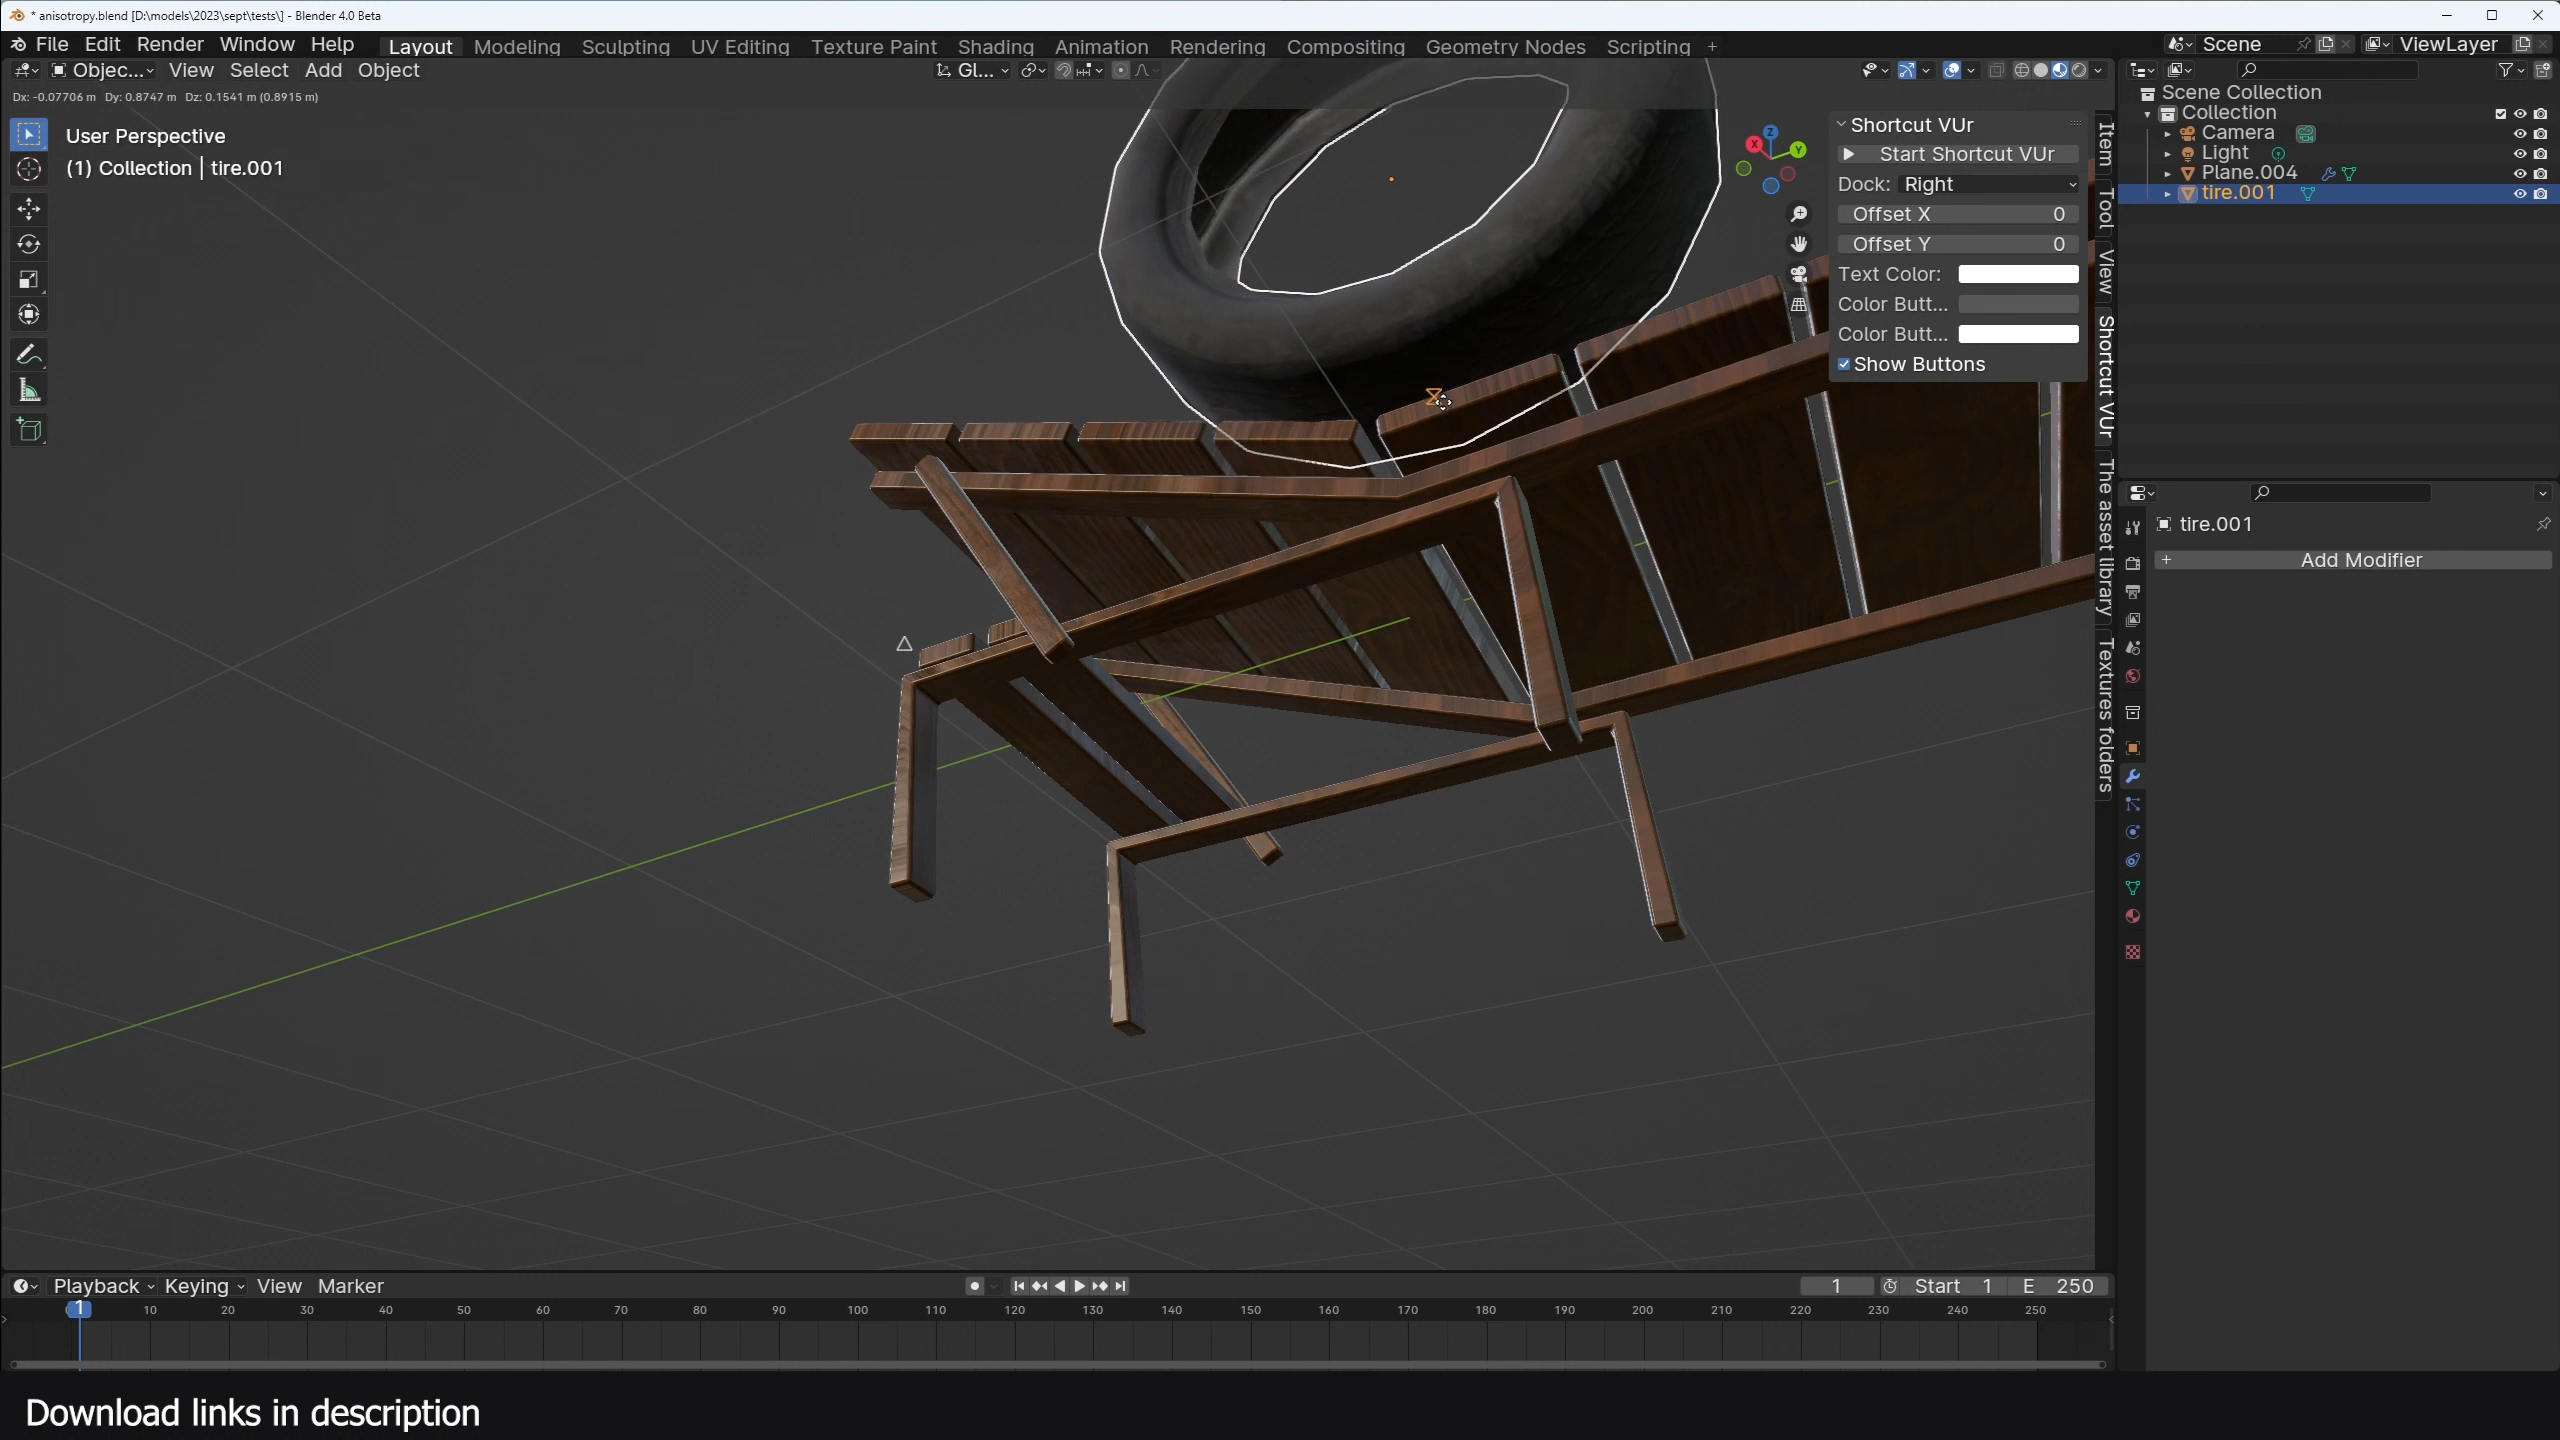 * anisotropy.blend [D:\models\2023\sept\tests\] - Blender 4.0 Beta
File Edit Render Window Help Layout Modeling Sculpting UV Editing Texture Paint Shading Animation Rendering Compositing Geometry Nodes Scripting + Scene ViewLayer
Objec... View Select Add Object Gl...
Dx: -0.07706 m Dy: 0.8747 m Dz: 0.1541 m (0.8915 m)
User Perspective
(1) Collection | tire.001
X Y Z
Shortcut VUr
Start Shortcut VUr
Dock: Right
Offset X 0
Offset Y 0
Text Color:
Color Butt...
Color Butt...
Show Buttons
Item
Tool
View
Shortcut VUr
The asset library
Textures folders
Scene Collection
Collection
Camera
Light
Plane.004
tire.001
tire.001
+ Add Modifier
Playback Keying View Marker 1 Start 1 E 250
1 10 20 30 40 50 60 70 80 90 100 110 120 130 140 150 160 170 180 190 200 210 220 230 240 250
Download links in description